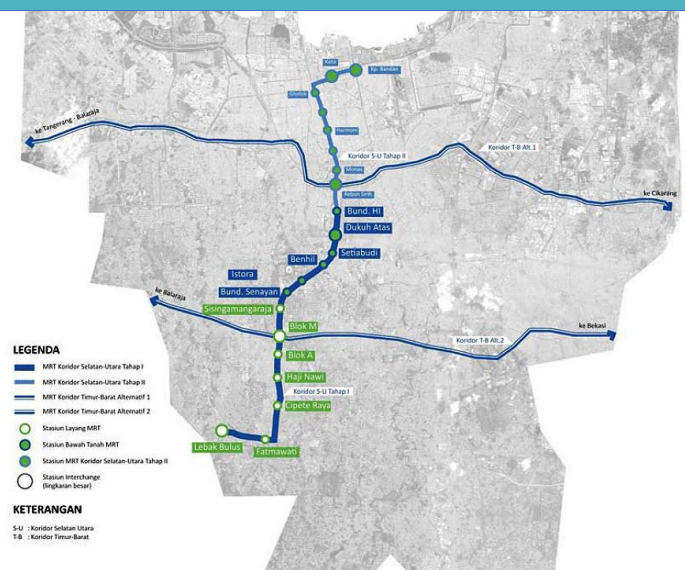 Kota
Kp. Bandan
Glodok
ke Tangerang - Balaraja
Harmoni
Koridor S-U Tahap II
Koridor T-B Alt.1
Monas
Kebon Sirih
ke Cikarang
Bund. HI
Dukuh Atas
Setiabudi
Benhil
Istora
Bund. Senayan
ke Balaraja
Sisingamangaraja
Blok M
ke Bekasi
Koridor T-B Alt.2
Blok A
Haji Nawi
Koridor S-U Tahap I
Cipete Raya
Lebak Bulus
Fatmawati
LEGENDA
MRT Koridor Selatan-Utara Tahap I
MRT Koridor Selatan-Utara Tahap II
MRT Koridor Timur-Barat Alternatif 1
MRT Koridor Timur-Barat Alternatif 2
Stasiun Layang MRT
Stasiun Bawah Tanah MRT
Stasiun MRT Koridor Selatan-Utara Tahap II
Stasiun Interchange
(lingkaran besar)
KETERANGAN
S-U : Koridor Selatan Utara
T-B : Koridor Timur-Barat